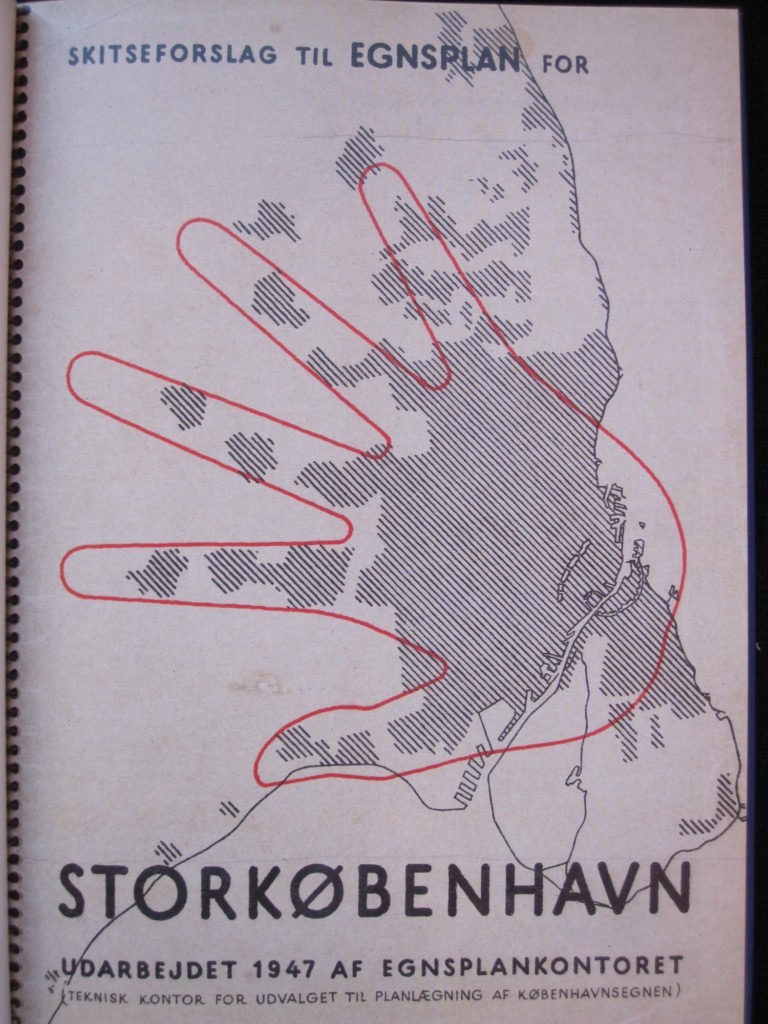 SKITSEFORSLAG TIL EGNSPLAN FOR
STORKØBENHAVN
UDARBEJDET 1947 AF EGNSPLANKONTORET
(TEKNISK KONTOR FOR UDVALGET TIL PLANLÆGNING AF KØBENHAVNSEGNEN)